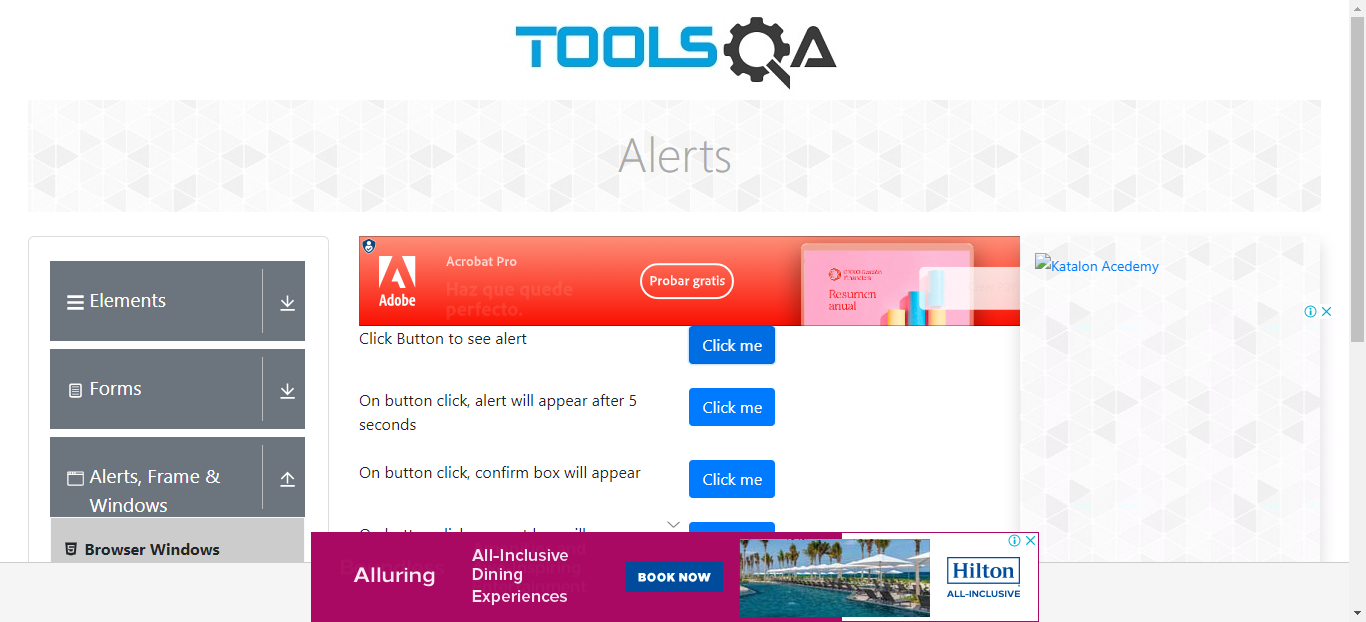 TOOLSQA
Alerts
Elements
Forms
Alerts, Frame &
Windows
Browser Windows
Adobe
Acrobat Pro
Haz que quede
perfecto.
Probar gratis
Resumen
anual
Click Button to see alert
Click me
On button click, alert will appear after 5
seconds
Click me
On button click, confirm box will appear
Click me
Katalon Acedemy
Alluring
All-Inclusive
Dining
Experiences
BOOK NOW
Hilton
ALL-INCLUSIVE